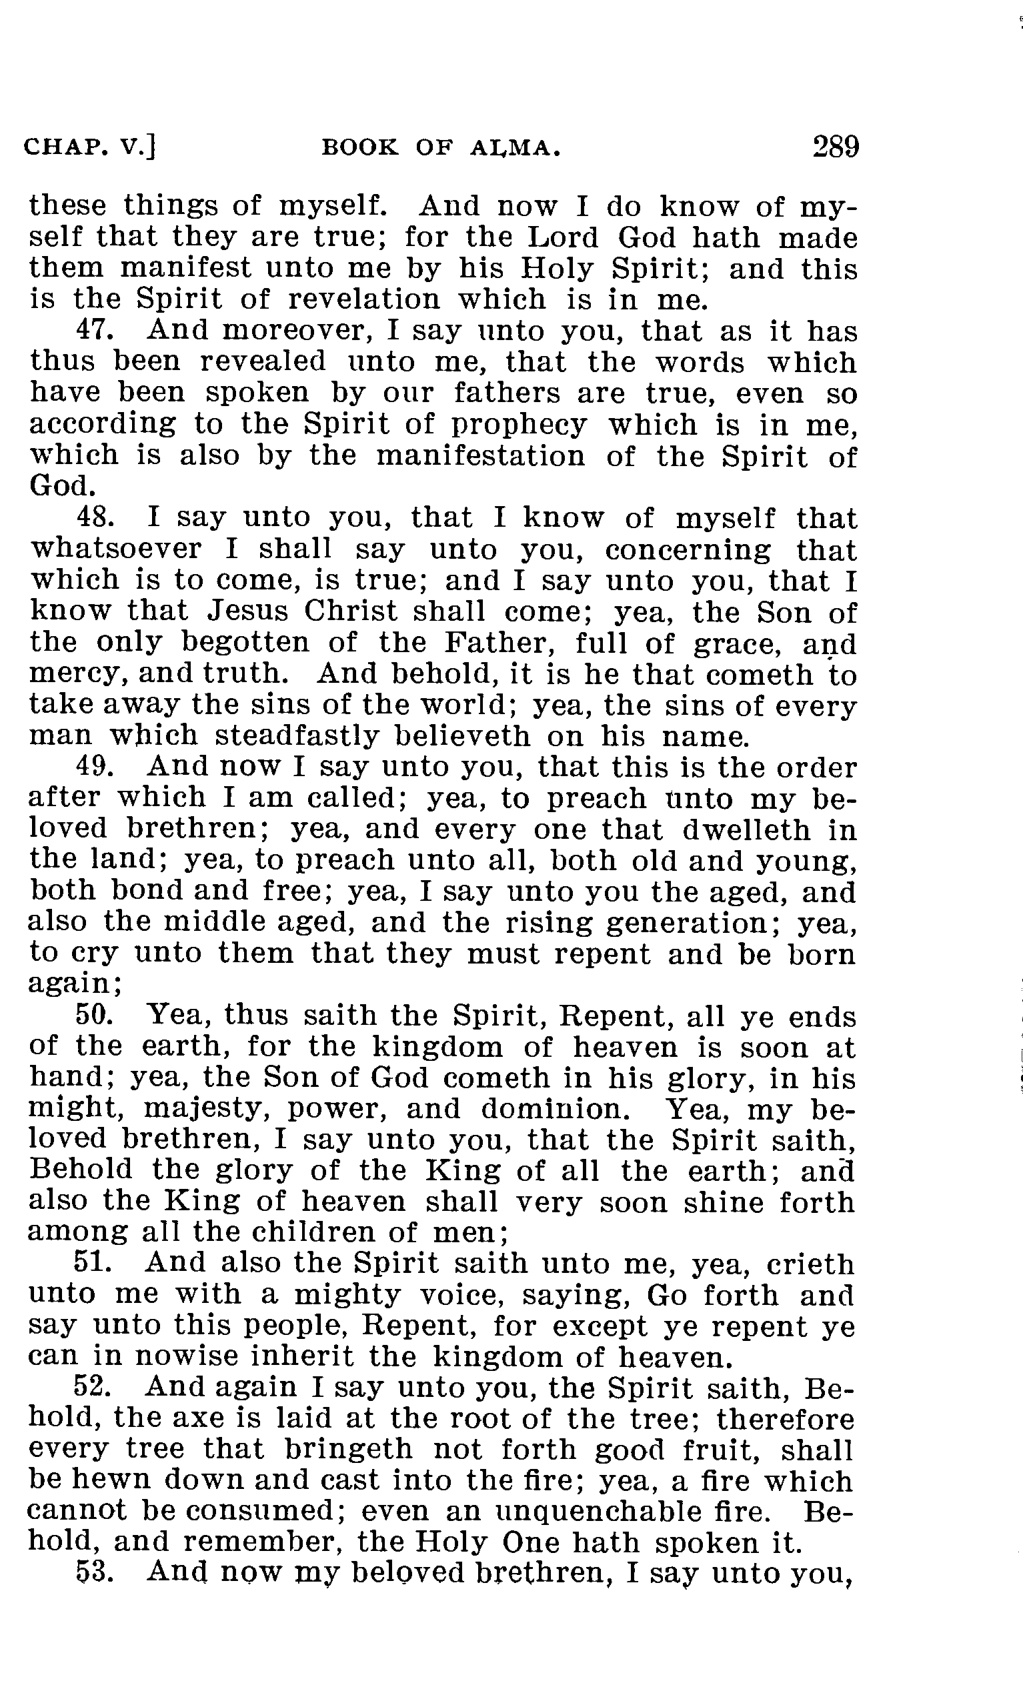 CHAP. V.] BOOK OF ALMA. 289
these things of myself. And now I do know of my-
self that they are true; for the Lord God hath made
them manifest unto me by his Holy Spirit; and this
is the Spirit of revelation which is in me.
47. And moreover, I say unto you, that as it has
thus been revealed unto me, that the words which
have been spoken by our fathers are true, even so
according to the Spirit of prophecy which is in me,
which is also by the manifestation of the Spirit of
God.
48. I say unto you, that I know of myself that
whatsoever I shall say unto you, concerning that
which is to come, is true; and I say unto you, that I
know that Jesus Christ shall come; yea, the Son of
the only begotten of the Father, full of grace, and
mercy, and truth. And behold, it is he that cometh to
take away the sins of the world; yea, the sins of every
man which steadfastly believeth on his name.
49. And now I say unto you, that this is the order
after which I am called; yea, to preach unto my be-
loved brethren; yea, and every one that dwelleth in
the land; yea, to preach unto all, both old and young,
both bond and free; yea, I say unto you the aged, and
also the middle aged, and the rising generation; yea,
to cry unto them that they must repent and be born
again;
50. Yea, thus saith the Spirit, Repent, all ye ends
of the earth, for the kingdom of heaven is soon at
hand; yea, the Son of God cometh in his glory, in his
might, majesty, power, and dominion. Yea, my be-
loved brethren, I say unto you, that the Spirit saith,
Behold the glory of the King of all the earth; and
also the King of heaven shall very soon shine forth
among all the children of men;
51. And also the Spirit saith unto me, yea, crieth
unto me with a mighty voice, saying, Go forth and
say unto this people, Repent, for except ye repent ye
can in nowise inherit the kingdom of heaven.
52. And again I say unto you, the Spirit saith, Be-
hold, the axe is laid at the root of the tree; therefore
every tree that bringeth not forth good fruit, shall
be hewn down and cast into the fire; yea, a fire which
cannot be consumed; even an unquenchable fire. Be-
hold, and remember, the Holy One hath spoken it.
53. And now my beloved brethren, I say unto you,